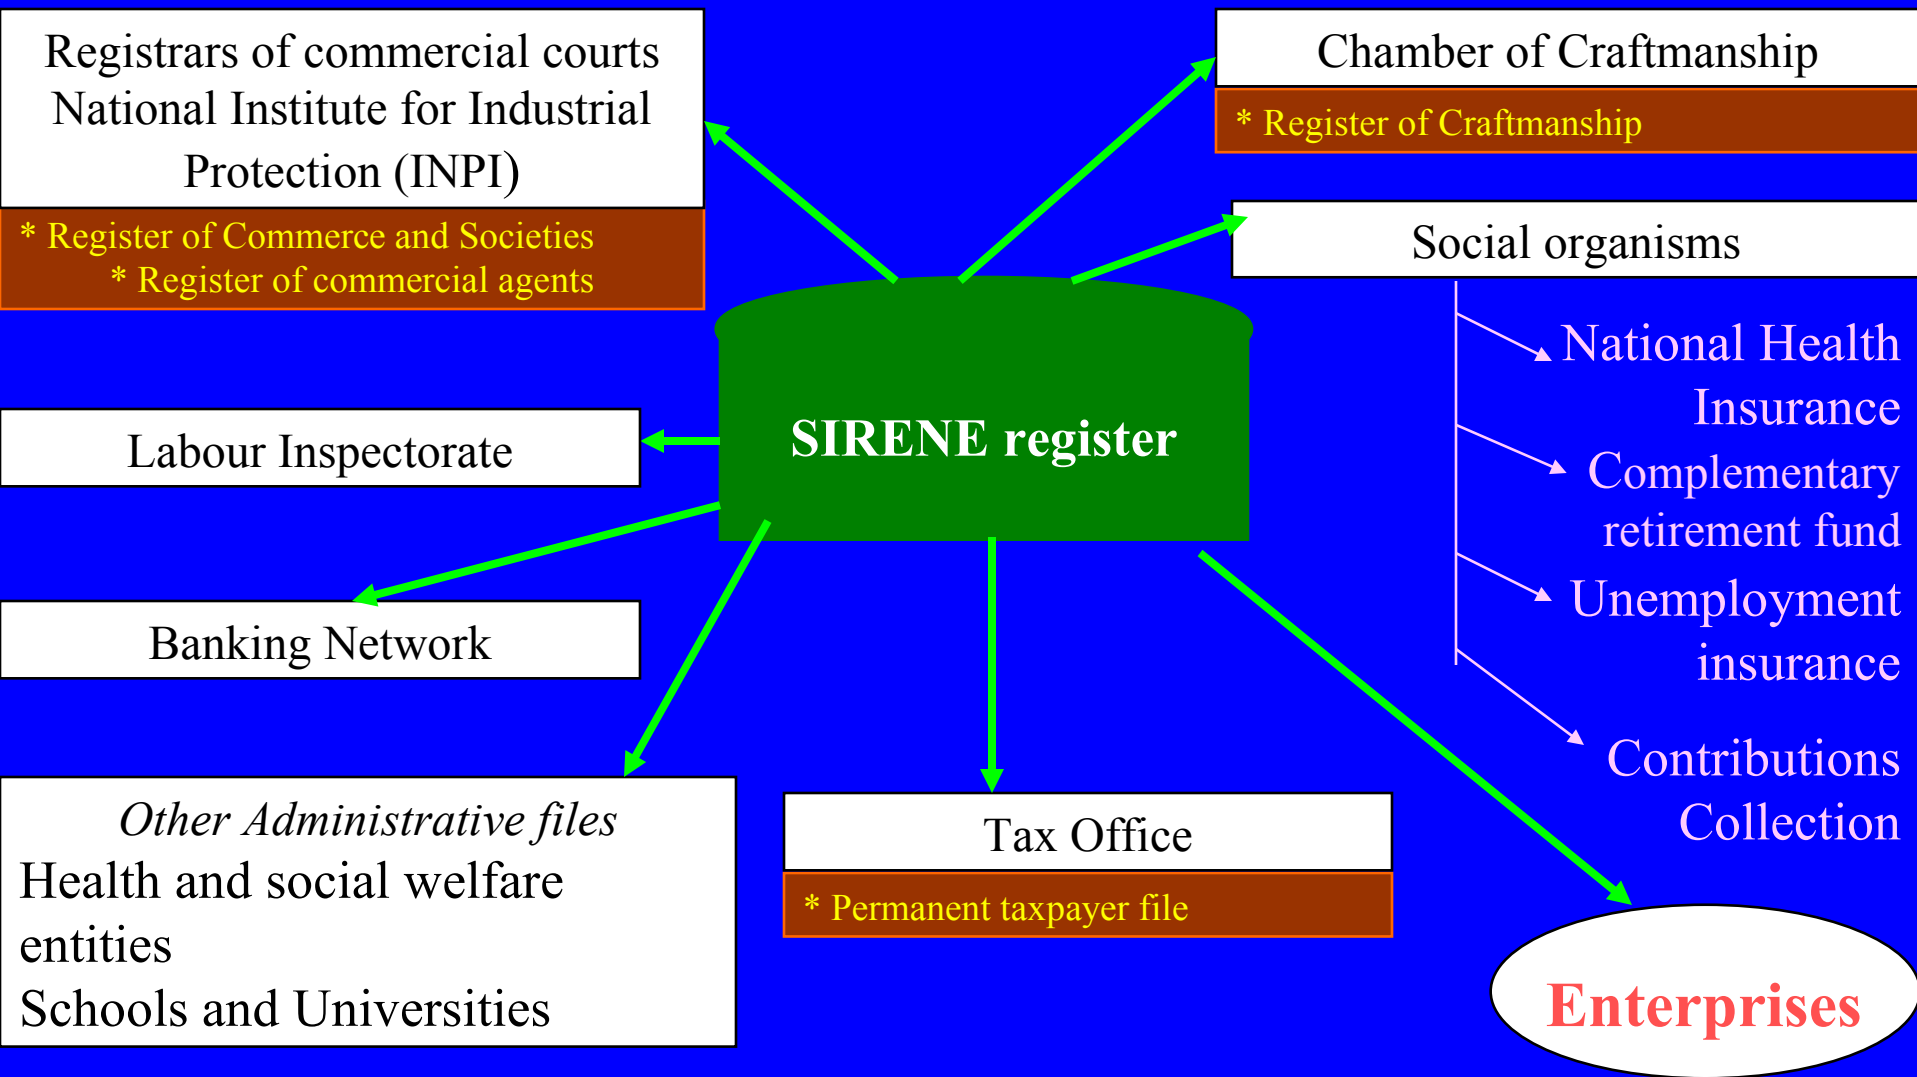 Registrars of commercial courts
National Institute for Industrial
Protection (INPI)
* Register of Commerce and Societies
* Register of commercial agents
Chamber of Craftmanship
* Register of Craftmanship
Social organisms
National Health
Insurance
Complementary
retirement fund
Unemployment
insurance
Contributions
Collection
SIRENE register
Labour Inspectorate
Banking Network
Other Administrative files
Health and social welfare
entities
Schools and Universities
Tax Office
* Permanent taxpayer file
Enterprises